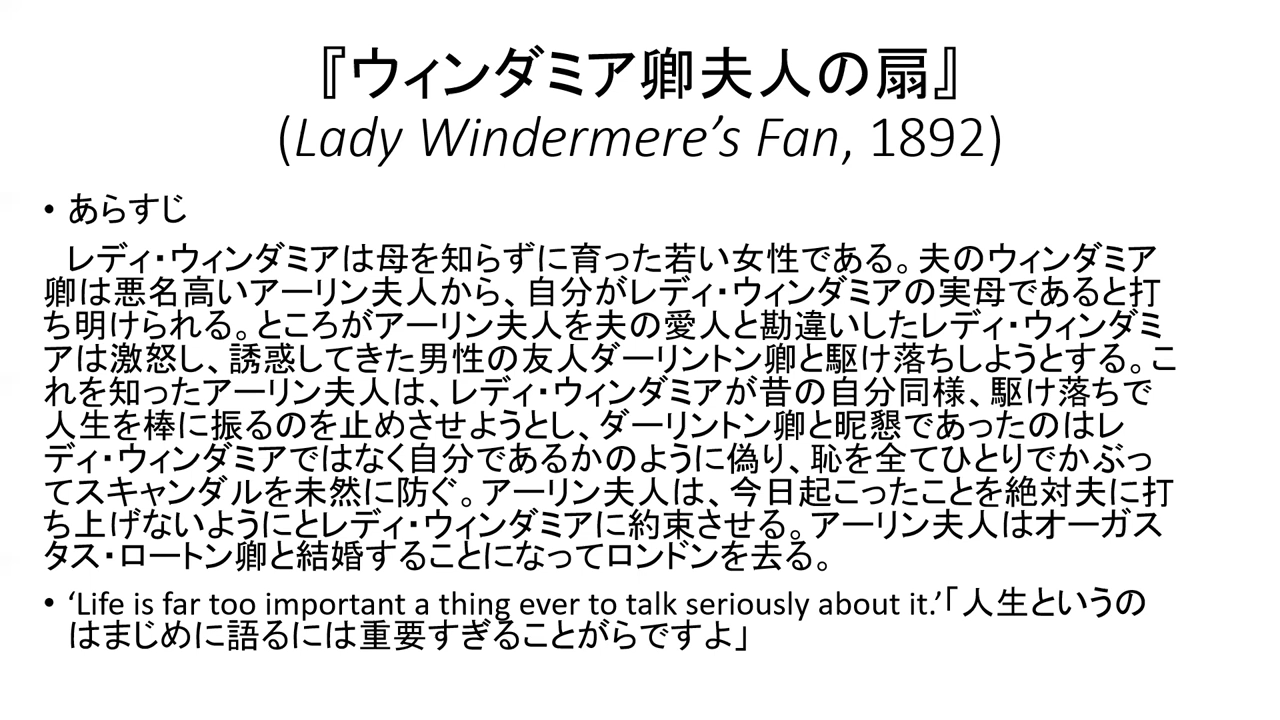 『ウィンダミア卿夫人の扇』
(Lady Windermere’s Fan, 1892)
• あらすじ
レディ・ウィンダミアは母を知らずに育った若い女性である。夫のウィンダミア
卿は悪名高いアーリン夫人から、自分がレディ・ウィンダミアの実母であると打
ち明けられる。ところがアーリン夫人を夫の愛人と勘違いしたレディ・ウィンダミ
アは激怒し、誘惑してきた男性の友人ダーリントン卿と駆け落ちしようとする。こ
れを知ったアーリン夫人は、レディ・ウィンダミアが昔の自分同様、駆け落ちで
人生を棒に振るのを止めさせようとし、ダーリントン卿と昵懇であったのはレ
ディ・ウィンダミアではなく自分であるかのように偽り、恥を全てひとりでかぶっ
てスキャンダルを未然に防ぐ。アーリン夫人は、今日起こったことを絶対夫に打
ち上げないようにとレディ・ウィンダミアに約束させる。アーリン夫人はオーガス
タス・ロートン卿と結婚することになってロンドンを去る。
• ‘Life is far too important a thing ever to talk seriously about it.’「人生というの
はまじめに語るには重要すぎることがらですよ」